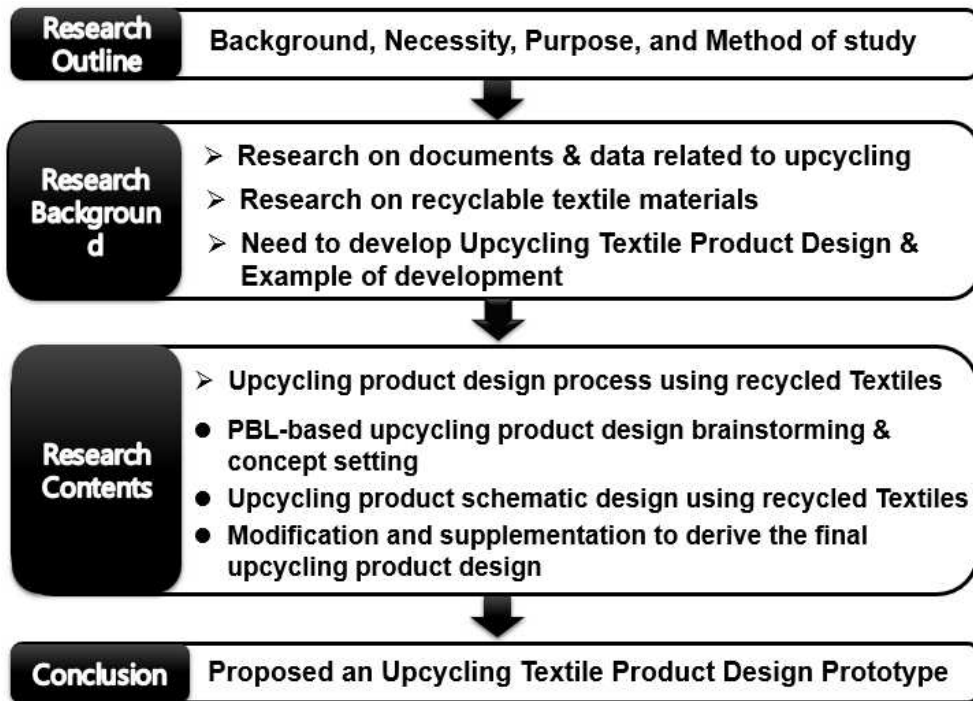 Research
Outline
Background, Necessity, Purpose, and Method of study
Research
Backgroun
d
➢ Research on documents & data related to upcycling
➢ Research on recyclable textile materials
➢ Need to develop Upcycling Textile Product Design &
Example of development
Research
Contents
➢ Upcycling product design process using recycled Textiles
● PBL-based upcycling product design brainstorming &
concept setting
● Upcycling product schematic design using recycled Textiles
● Modification and supplementation to derive the final
upcycling product design
Conclusion
Proposed an Upcycling Textile Product Design Prototype